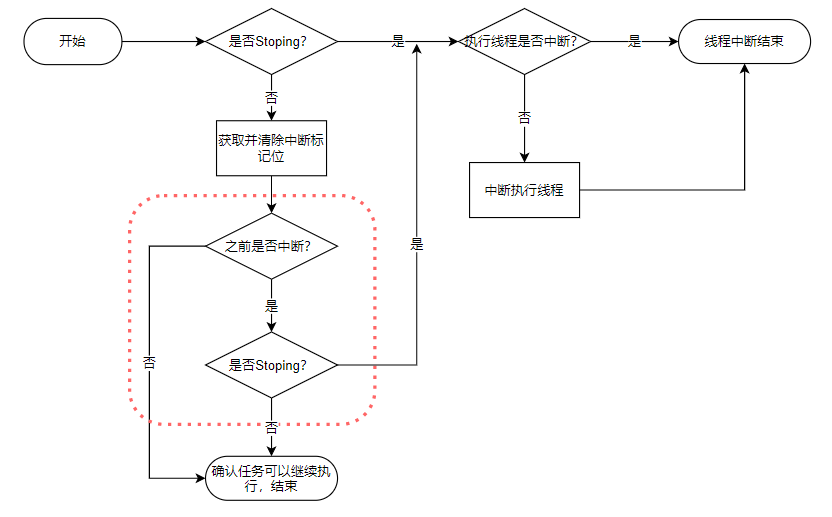 开始
是否Stoping?
是
执行线程是否中断?
是
线程中断结束
否
否
获取并清除中断标
记位
中断执行线程
之前是否中断?
是
是
否
是否Stoping?
否
确认任务可以继续执
行，结束